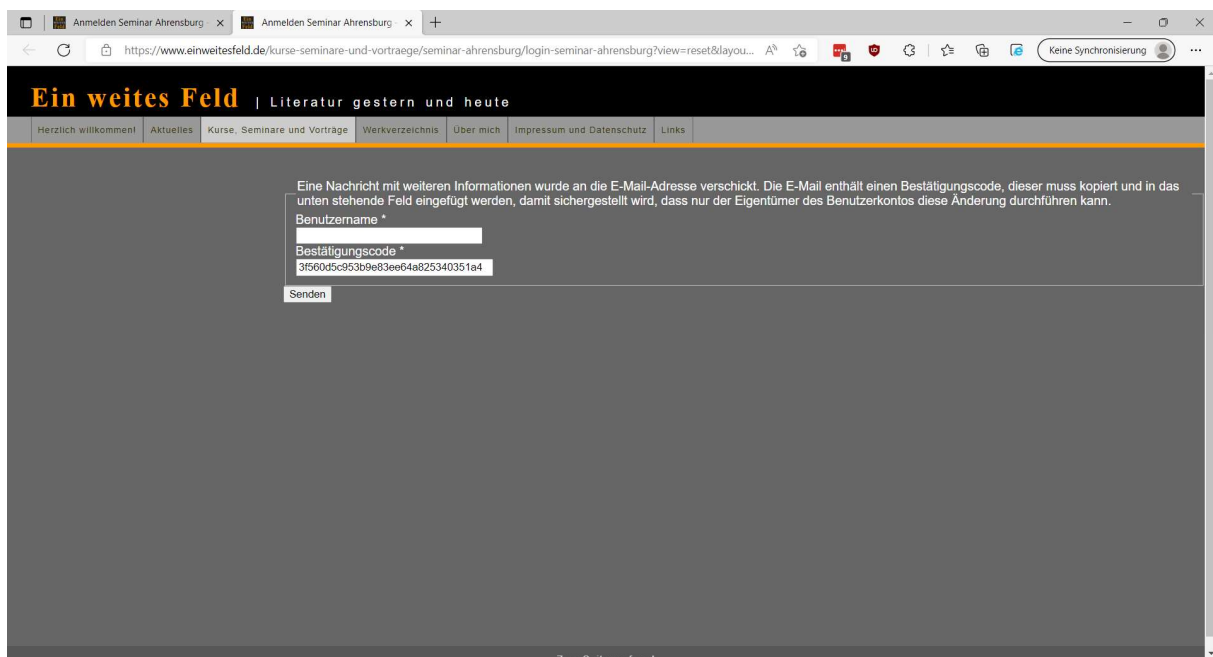 Anmelden Seminar Ahrensburg
Anmelden Seminar Ahrensburg
https://www.einweitesfeld.de/kurse-seminare-und-vortraege/seminar-ahrensburg/login-seminar-ahrensburg?view=reset&layou...
9
Keine Synchronisierung
Ein weites Feld | Literatur gestern und heute
Herzlich willkommen! Aktuelles Kurse, Seminare und Vorträge Werkverzeichnis Über mich Impressum und Datenschutz Links
Eine Nachricht mit weiteren Informationen wurde an die E-Mail-Adresse verschickt. Die E-Mail enthält einen Bestätigungscode, dieser muss kopiert und in das
unten stehende Feld eingefügt werden, damit sichergestellt wird, dass nur der Eigentümer des Benutzerkontos diese Änderung durchführen kann.
Benutzername *
Bestätigungscode *
3f560d5c953b9e83ee64a825340351a4
Senden